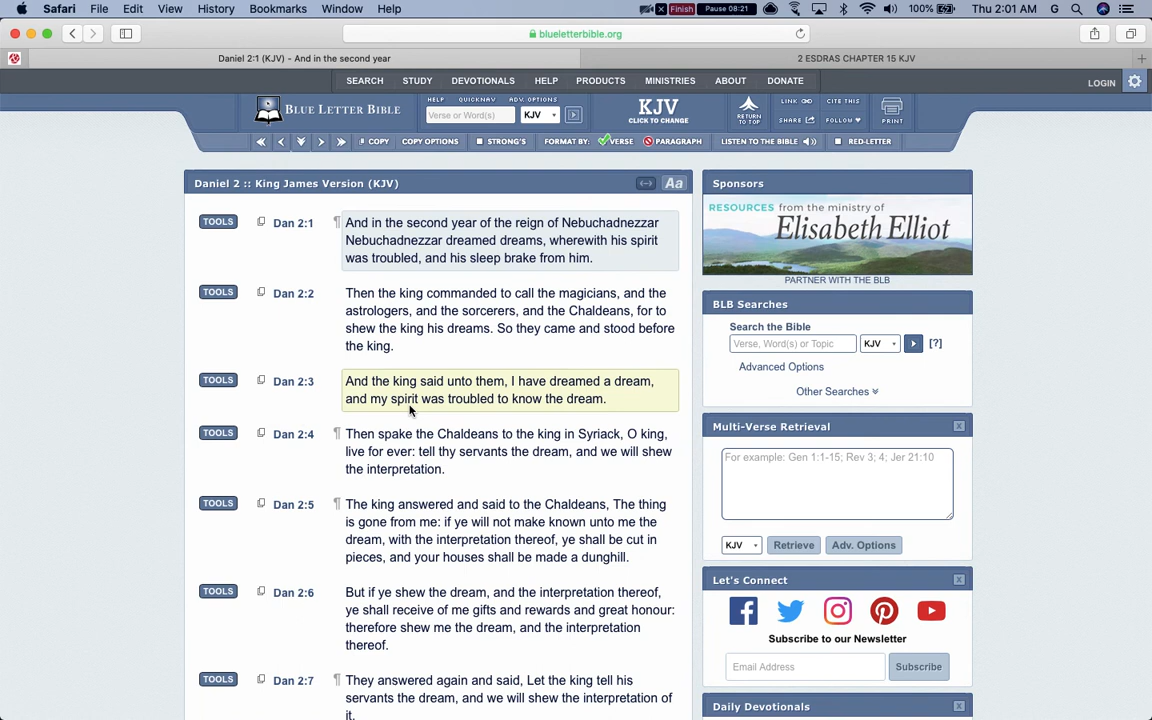 Safari File Edit View History Bookmarks Window Help Finish Pause 08:21 100% Thu 2:01 AM G
blueletterbible.org
Daniel 2:1 (KJV) - And in the second year
2 ESDRAS CHAPTER 15 KJV
SEARCH STUDY DEVOTIONALS HELP PRODUCTS MINISTRIES ABOUT DONATE
LOGIN
BLUE LETTER BIBLE
HELP QUICKNAV ADV. OPTIONS
Verse or Word(s) KJV
KJV
CLICK TO CHANGE
RETURN
TO TOP
LINK CITE THIS
SHARE FOLLOW
PRINT
COPY COPY OPTIONS STRONG'S FORMAT BY: VERSE PARAGRAPH LISTEN TO THE BIBLE RED-LETTER
Daniel 2 :: King James Version (KJV)
Aa
TOOLS Dan 2:1 ¶ And in the second year of the reign of Nebuchadnezzar
Nebuchadnezzar dreamed dreams, wherewith his spirit
was troubled, and his sleep brake from him.
TOOLS Dan 2:2 Then the king commanded to call the magicians, and the
astrologers, and the sorcerers, and the Chaldeans, for to
shew the king his dreams. So they came and stood before
the king.
TOOLS Dan 2:3 And the king said unto them, I have dreamed a dream,
and my spirit was troubled to know the dream.
TOOLS Dan 2:4 ¶ Then spake the Chaldeans to the king in Syriack, O king,
live for ever: tell thy servants the dream, and we will shew
the interpretation.
TOOLS Dan 2:5 ¶ The king answered and said to the Chaldeans, The thing
is gone from me: if ye will not make known unto me the
dream, with the interpretation thereof, ye shall be cut in
pieces, and your houses shall be made a dunghill.
TOOLS Dan 2:6 But if ye shew the dream, and the interpretation thereof,
ye shall receive of me gifts and rewards and great honour:
therefore shew me the dream, and the interpretation
thereof.
TOOLS Dan 2:7 ¶ They answered again and said, Let the king tell his
servants the dream, and we will shew the interpretation of
it.
Sponsors
RESOURCES from the ministry of
Elisabeth Elliot
PARTNER WITH THE BLB
BLB Searches
Search the Bible
Verse, Word(s) or Topic KJV [?]
Advanced Options
Other Searches
Multi-Verse Retrieval
For example: Gen 1:1-15; Rev 3; 4; Jer 21:10
KJV Retrieve Adv. Options
Let's Connect
Subscribe to our Newsletter
Email Address Subscribe
Daily Devotionals